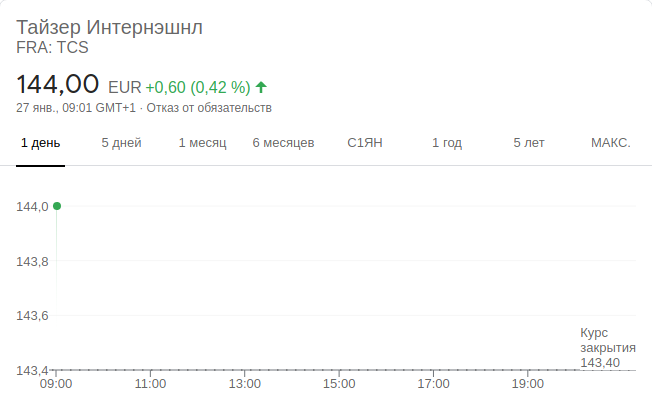 Тайзер Интернэшнл
FRA: TCS
144,00 EUR +0,60 (0,42 %) ↑
27 янв., 09:01 GMT+1 · Отказ от обязательств
1 день 5 дней 1 месяц 6 месяцев С1ЯН 1 год 5 лет МАКС.
144,0
143,8
143,6
Курс
закрытия
143,40
143,4
09:00 11:00 13:00 15:00 17:00 19:00